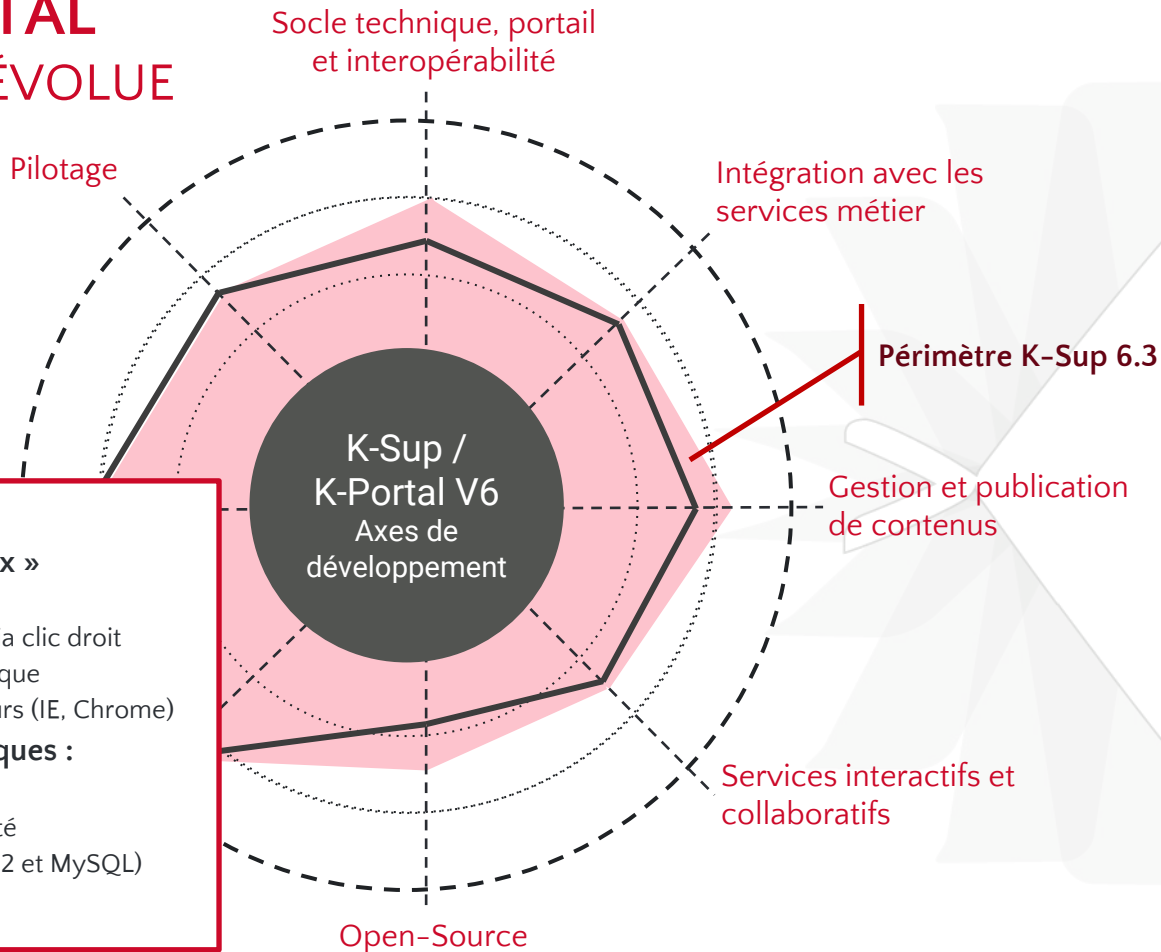 TAL
ÉVOLUE
Socle technique, portail
et interopérabilité
Pilotage
Intégration avec les
services métier
Périmètre K-Sup 6.3
K-Sup /
K-Portal V6
Axes de
développement
Gestion et publication
de contenus
x »
a clic droit
que
rs (IE, Chrome)
ques :
té
2 et MySQL)
Services interactifs et
collaboratifs
Open-Source